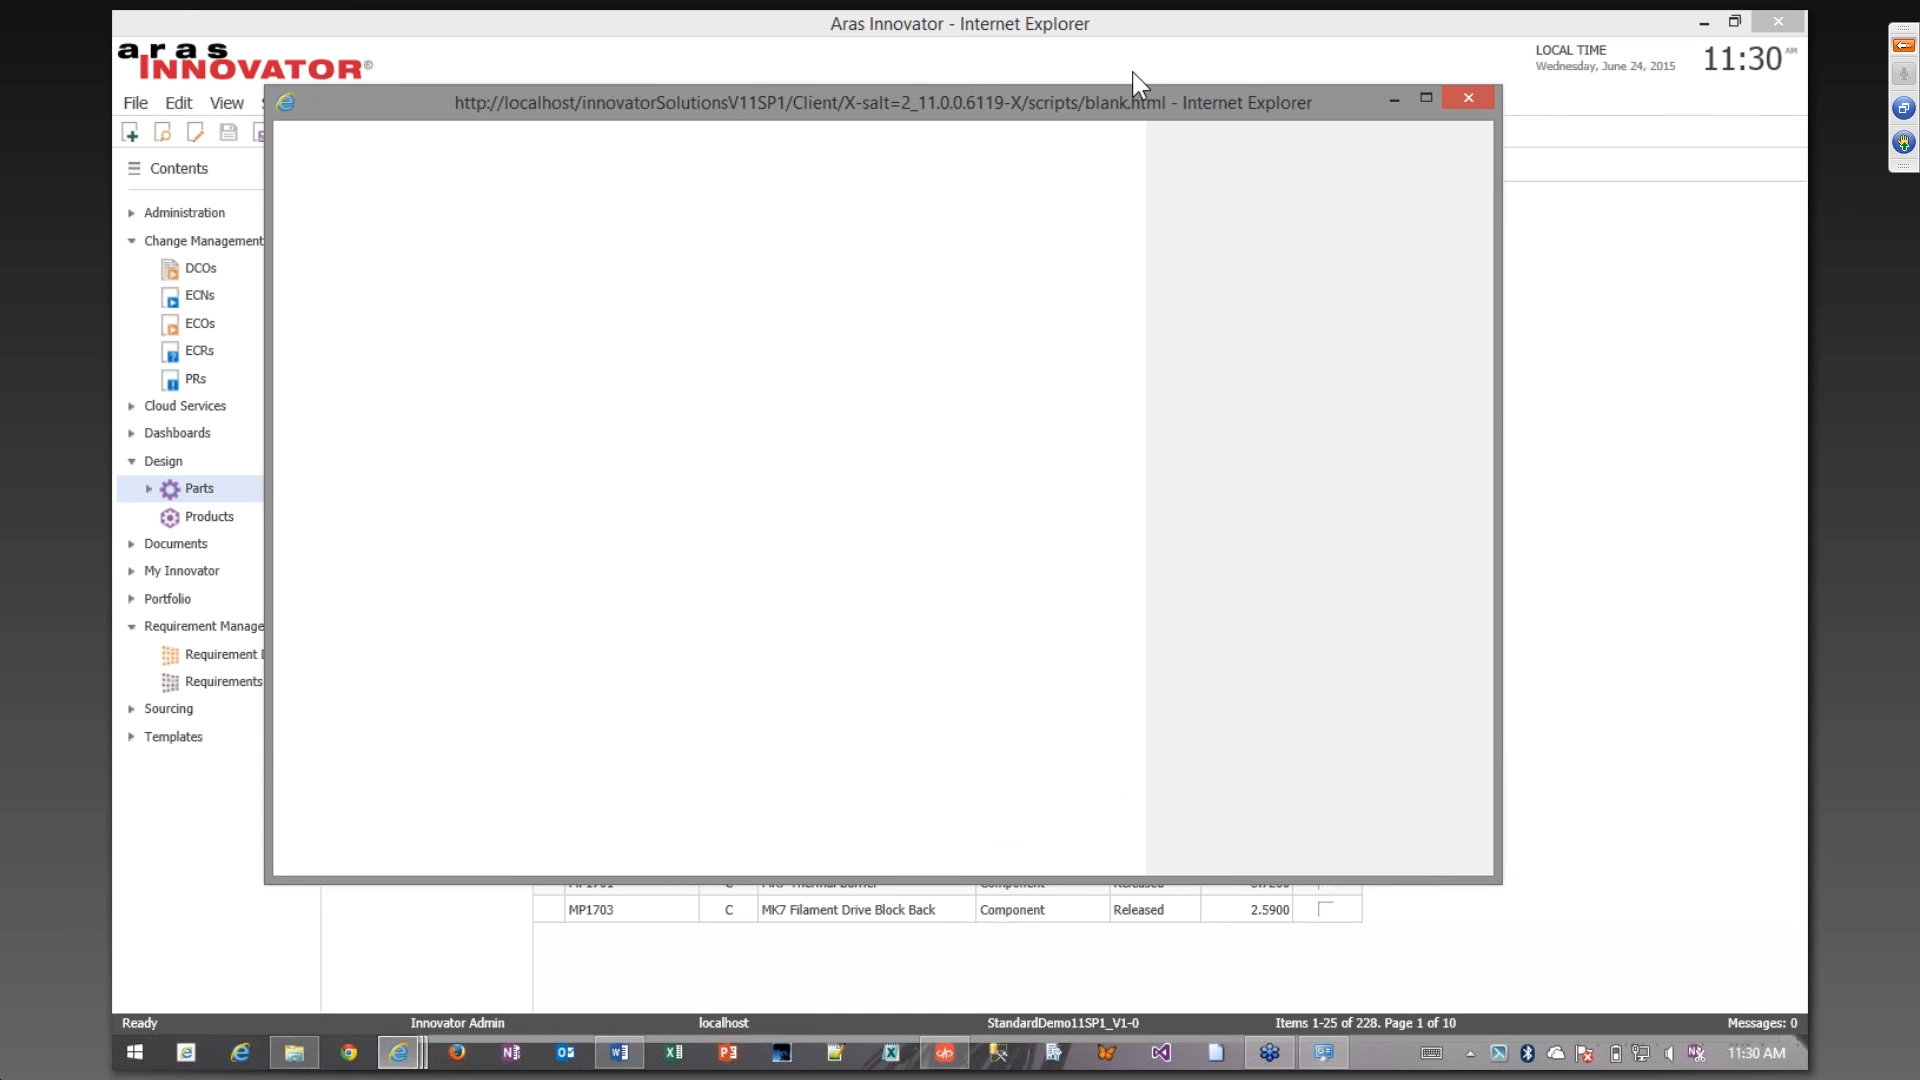 Aras Innovator - Internet Explorer
aras
INNOVATOR®
LOCAL TIME
Wednesday, June 24, 2015
11:30 AM
File Edit View
http://localhost/innovatorSolutionsV11SP1/Client/X-salt=2_11.0.0.6119-X/scripts/blank.html - Internet Explorer
Contents
Administration
Change Management
DCOs
ECNs
ECOs
ECRs
PRs
Cloud Services
Dashboards
Design
Parts
Products
Documents
My Innovator
Portfolio
Requirement Manage
Requirement
Requirements
Sourcing
Templates
MP1703 C MK7 Filament Drive Block Back Component Released 2.5900
Ready Innovator Admin localhost StandardDemo11SP1_V1-0 Items 1-25 of 228. Page 1 of 10 Messages: 0
11:30 AM